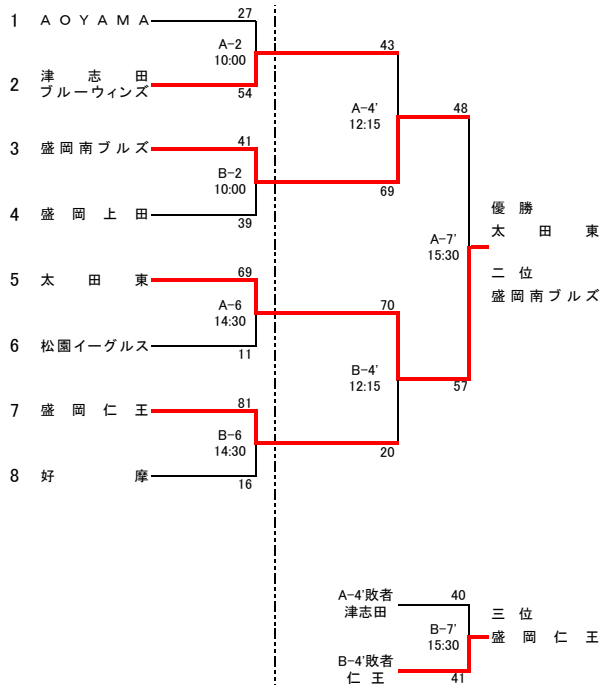 1 AOYAMA 27
A-2
10:00
2 津志田
ブルーウィンズ 54
43
3 盛岡南ブルズ 41
B-2
10:00
4 盛岡上田 39
69
A-4'
12:15
48
5 太田東 69
A-6
14:30
6 松園イーグルス 11
70
7 盛岡仁王 81
B-6
14:30
8 好摩 16
20
B-4'
12:15
57
A-7'
15:30
優勝
太田東
二位
盛岡南ブルズ
A-4'敗者
津志田
40
B-7'
15:30
B-4'敗者
仁王
41
三位
盛岡仁王